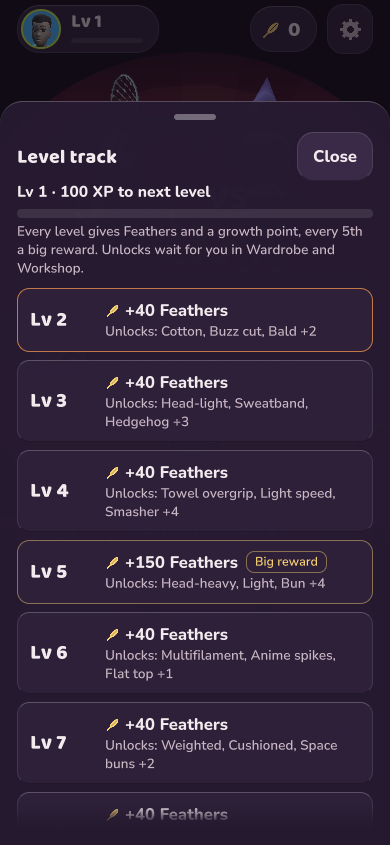 Lv 1
0
Level track
Close
Lv 1 · 100 XP to next level
Every level gives Feathers and a growth point, every 5th
a big reward. Unlocks wait for you in Wardrobe and
Workshop.
Lv 2
+40 Feathers
Unlocks: Cotton, Buzz cut, Bald +2
Lv 3
+40 Feathers
Unlocks: Head-light, Sweatband,
Hedgehog +3
Lv 4
+40 Feathers
Unlocks: Towel overgrip, Light speed,
Smasher +4
Lv 5
+150 Feathers Big reward
Unlocks: Head-heavy, Light, Bun +4
Lv 6
+40 Feathers
Unlocks: Multifilament, Anime spikes,
Flat top +1
Lv 7
+40 Feathers
Unlocks: Weighted, Cushioned, Space
buns +2
+40 Feathers